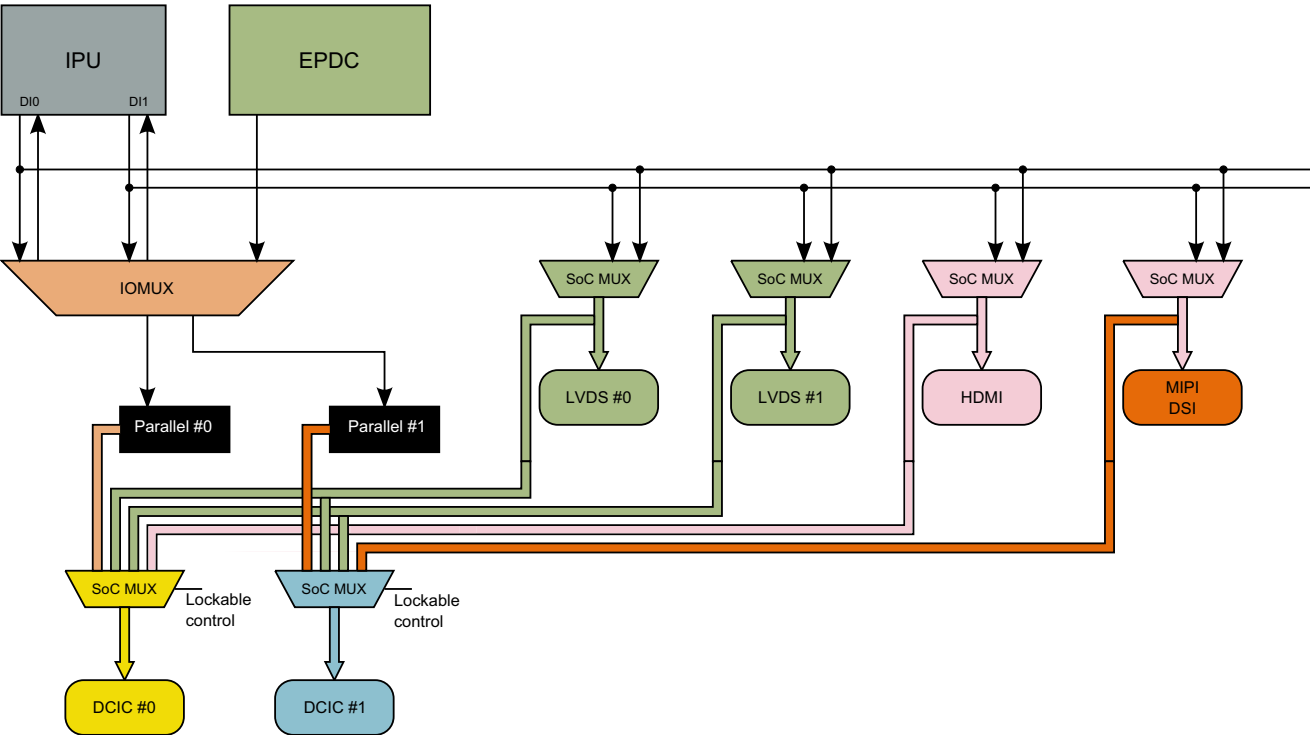 IPU
EPDC
DI0
DI1
IOMUX
SoC MUX
SoC MUX
SoC MUX
SoC MUX
LVDS #0
LVDS #1
HDMI
MIPI
DSI
Parallel #0
Parallel #1
SoC MUX
Lockable
control
SoC MUX
Lockable
control
DCIC #0
DCIC #1